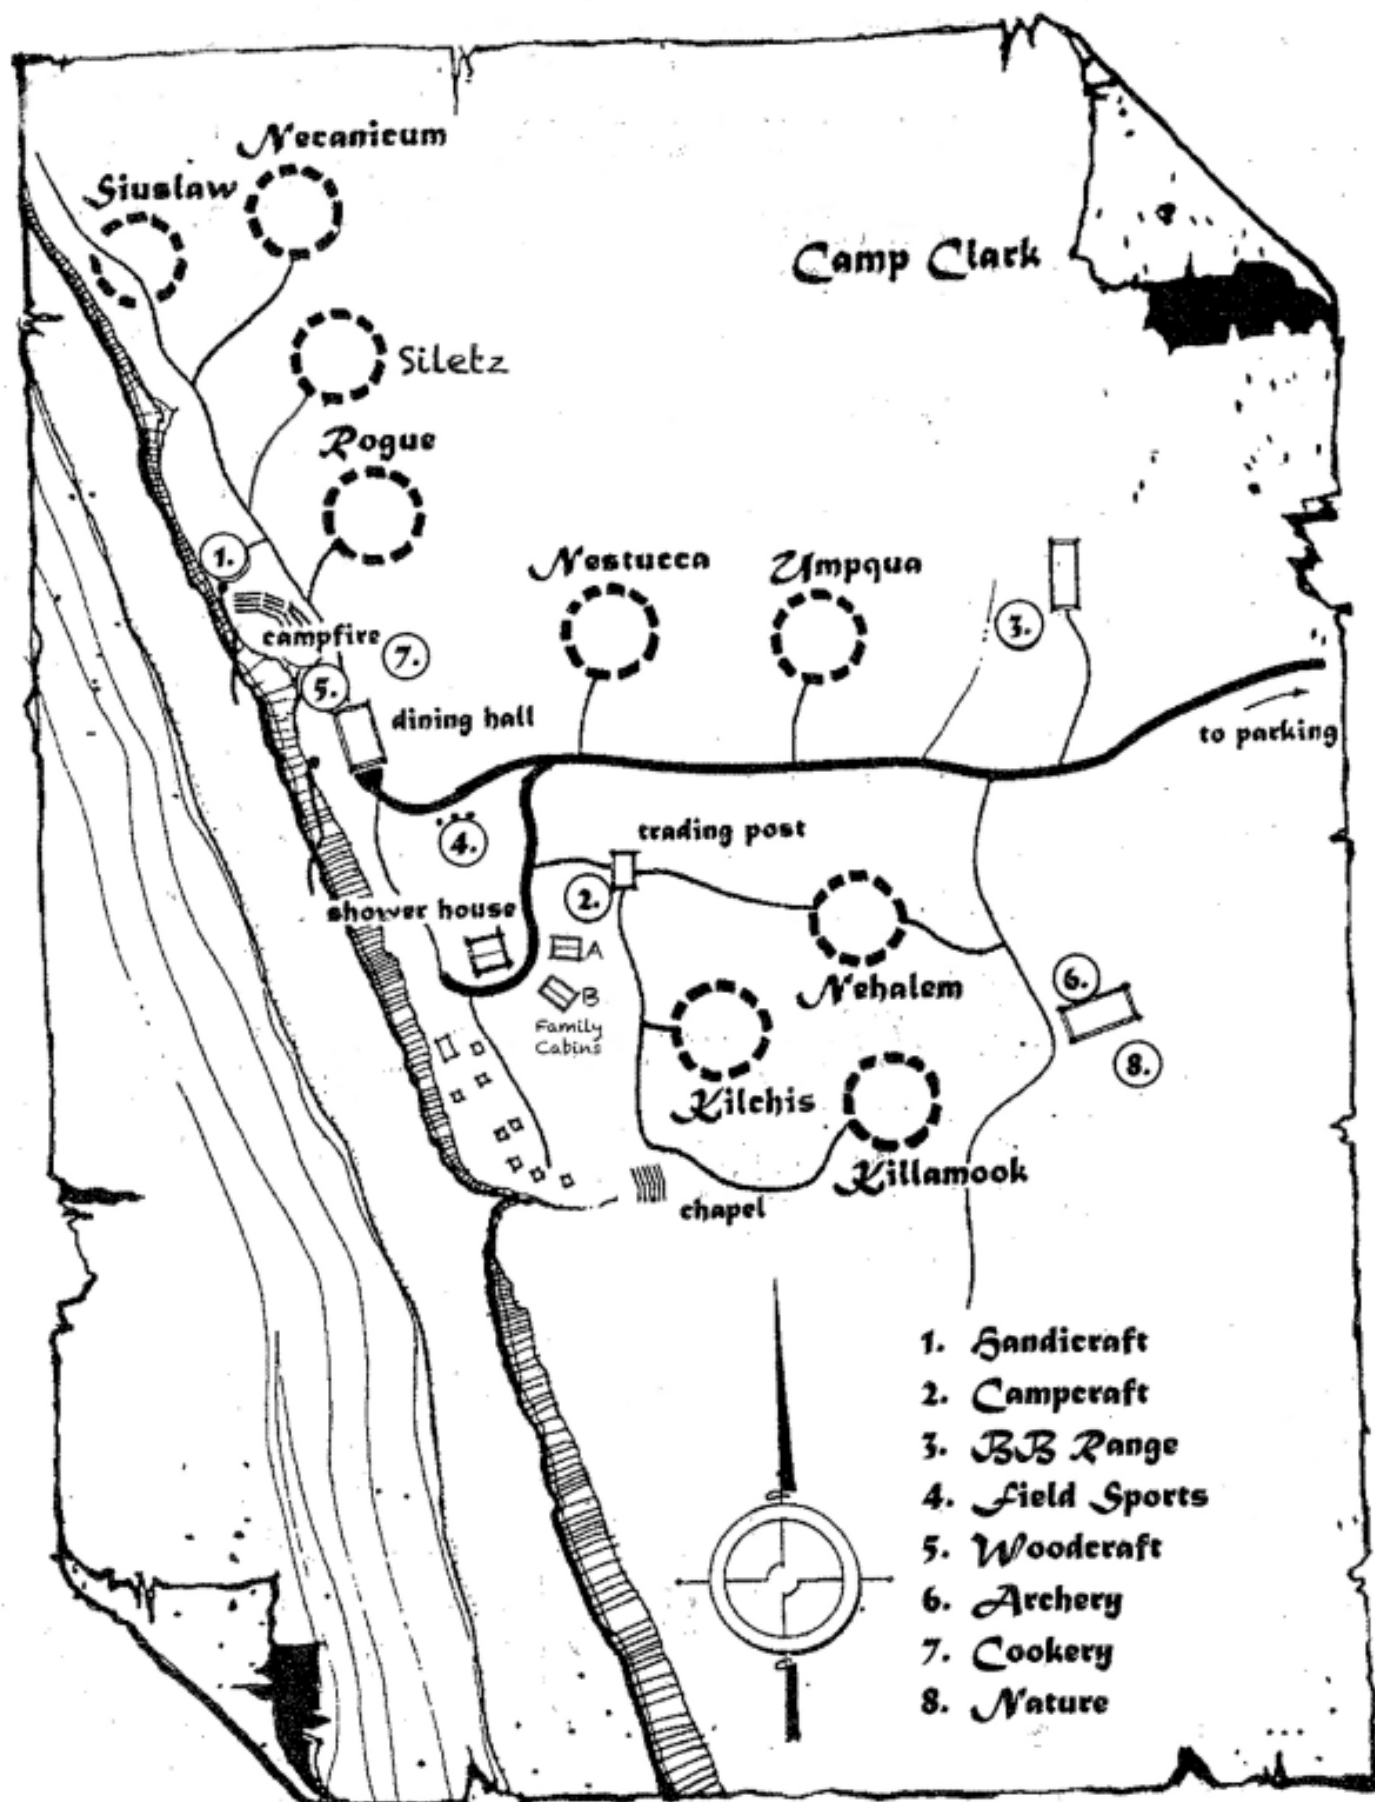 Necanicum
Siuslaw
Camp Clark
Siletz
Rogue
1.
Nestucca
Umpqua
3.
campfire
7.
5.
dining hall
to parking
4.
trading post
2.
shower house
A
B
Family
Cabins
Nehalem
6.
8.
Kilchis
Killamook
chapel
1. Handicraft
2. Campcraft
3. BB Range
4. Field Sports
5. Woodcraft
6. Archery
7. Cookery
8. Nature